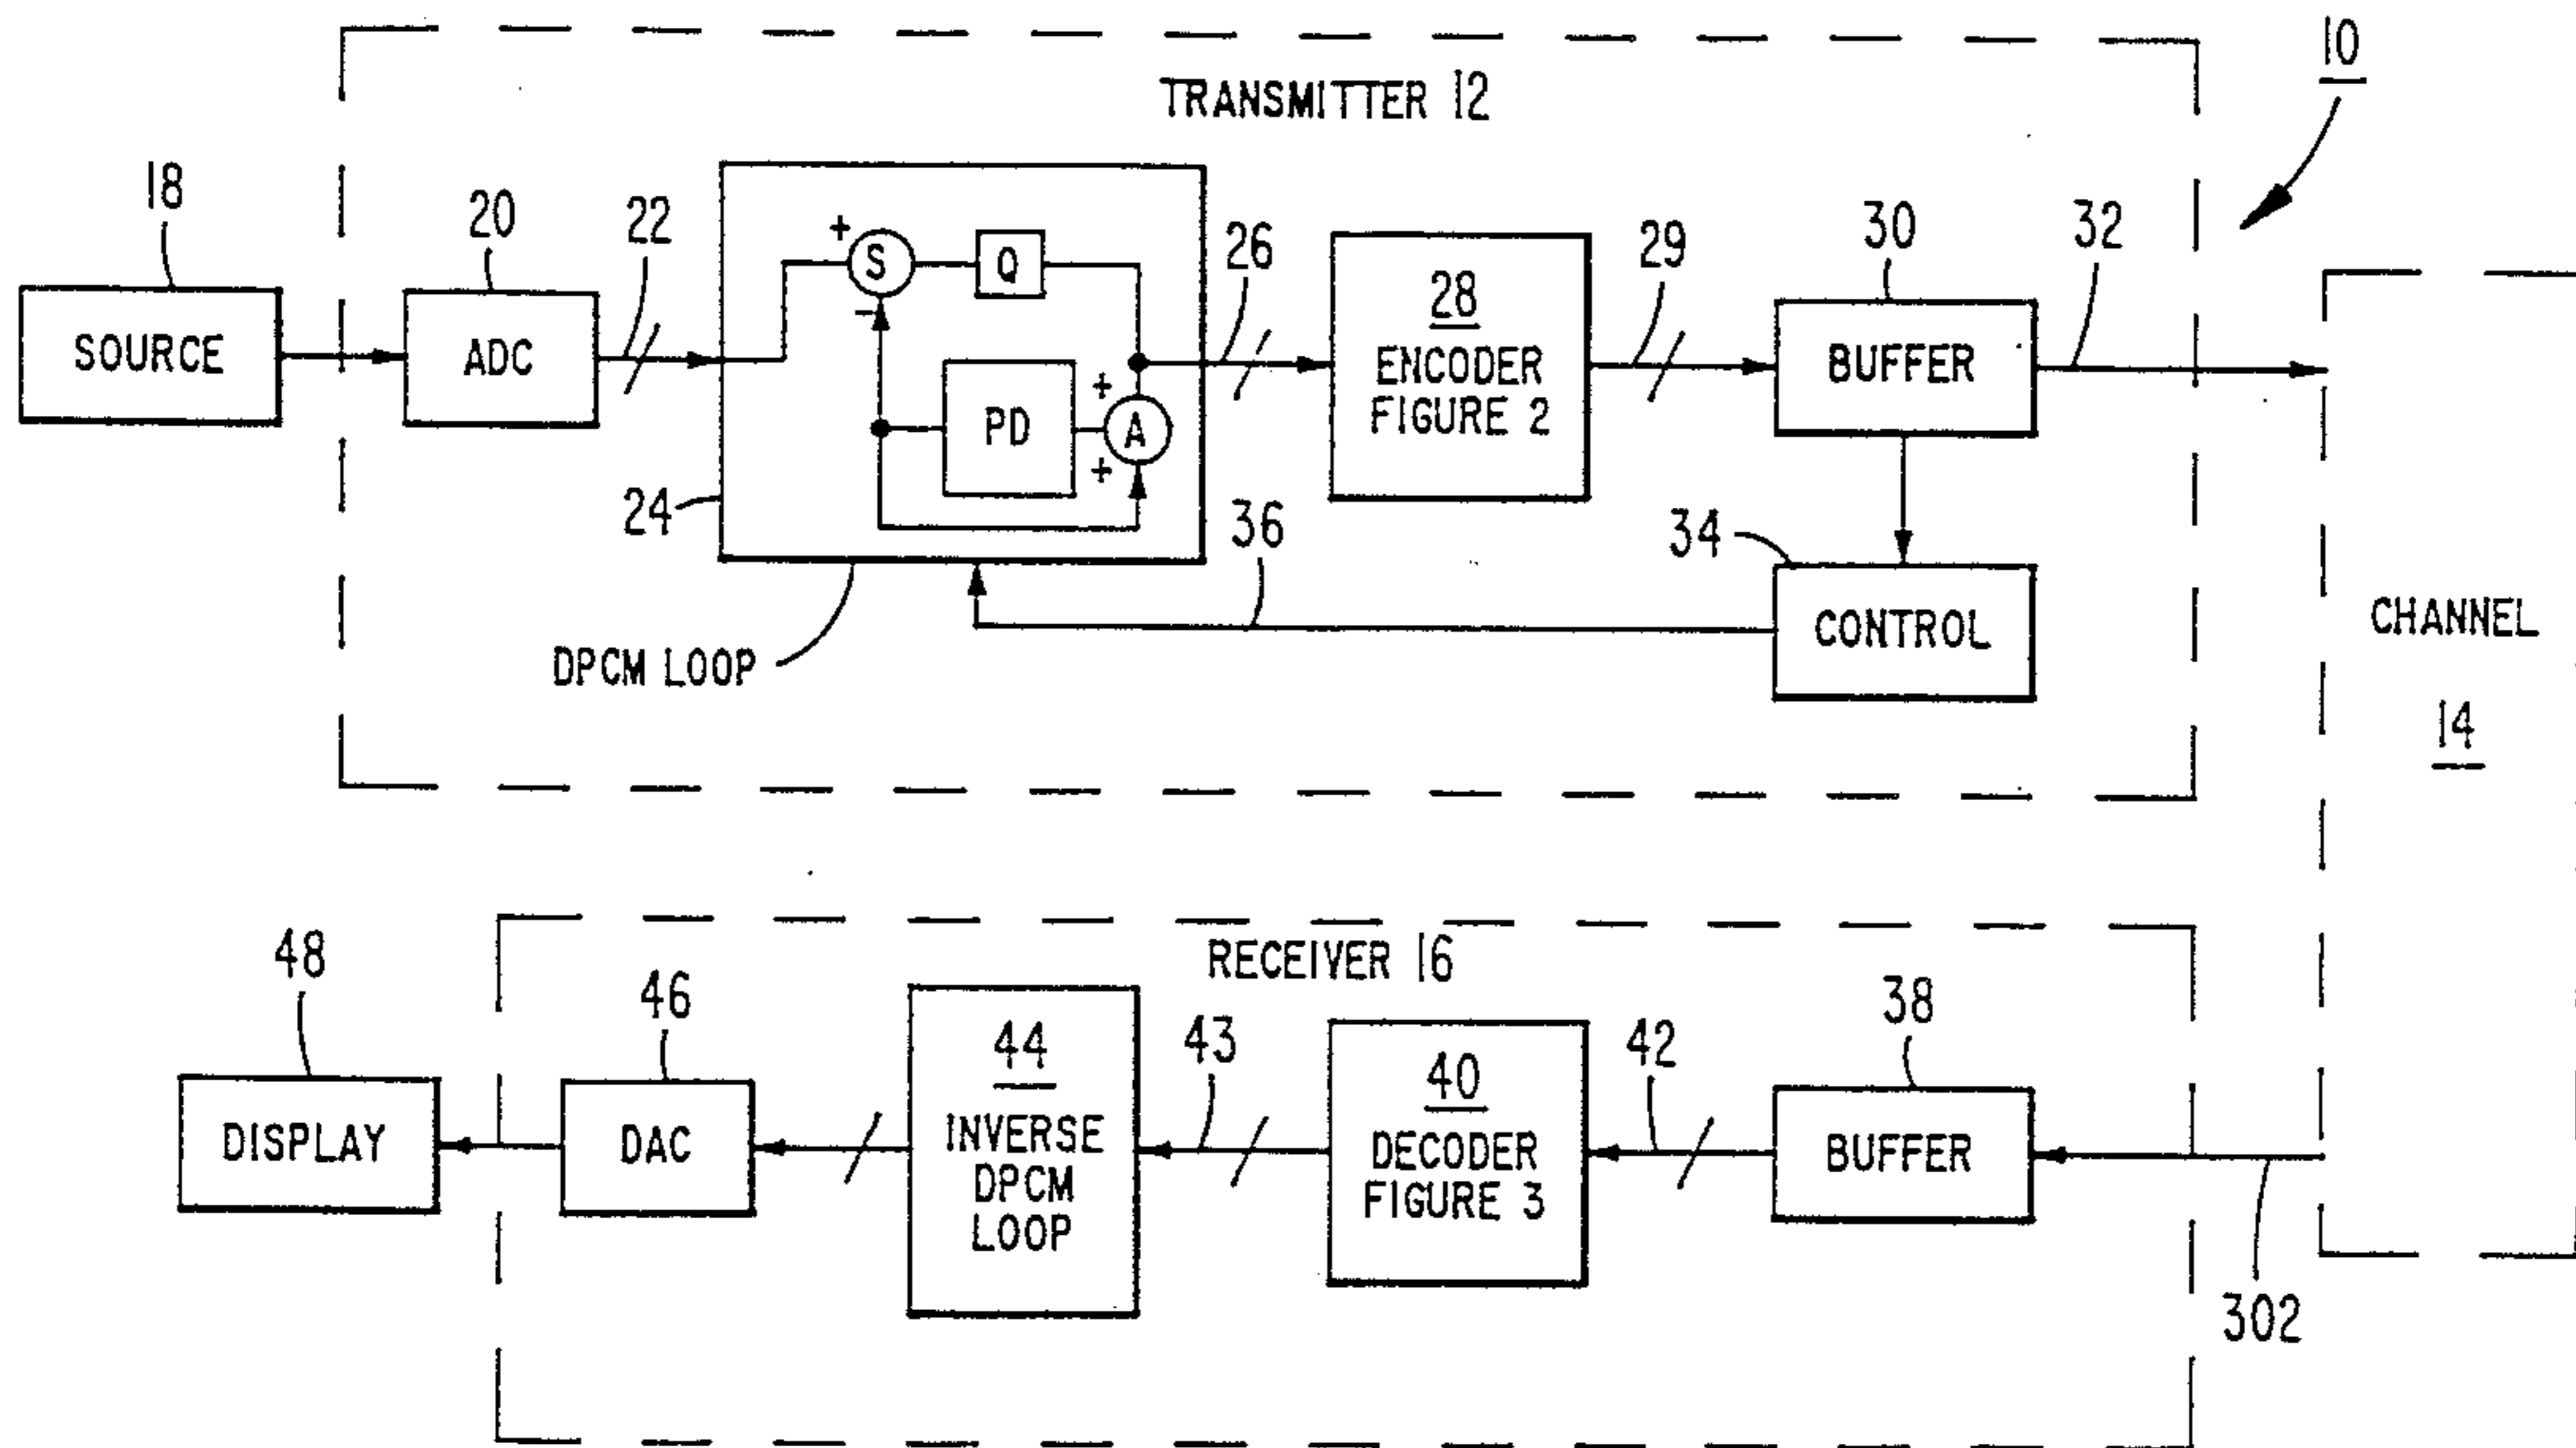 10
TRANSMITTER 12
18
20
22
26
29
30
32
SOURCE
ADC
+
S
-
Q
PD
+
A
+
28
ENCODER
FIGURE 2
BUFFER
24
36
34
CONTROL
DPCM LOOP
CHANNEL
14
RECEIVER 16
48
46
44
INVERSE
DPCM
LOOP
43
40
DECODER
FIGURE 3
42
38
BUFFER
DISPLAY
DAC
302